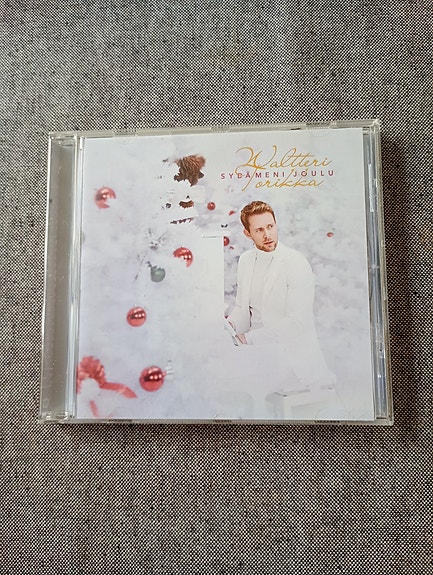 Waltteri
SYDÄMENI JOULU
Torikka